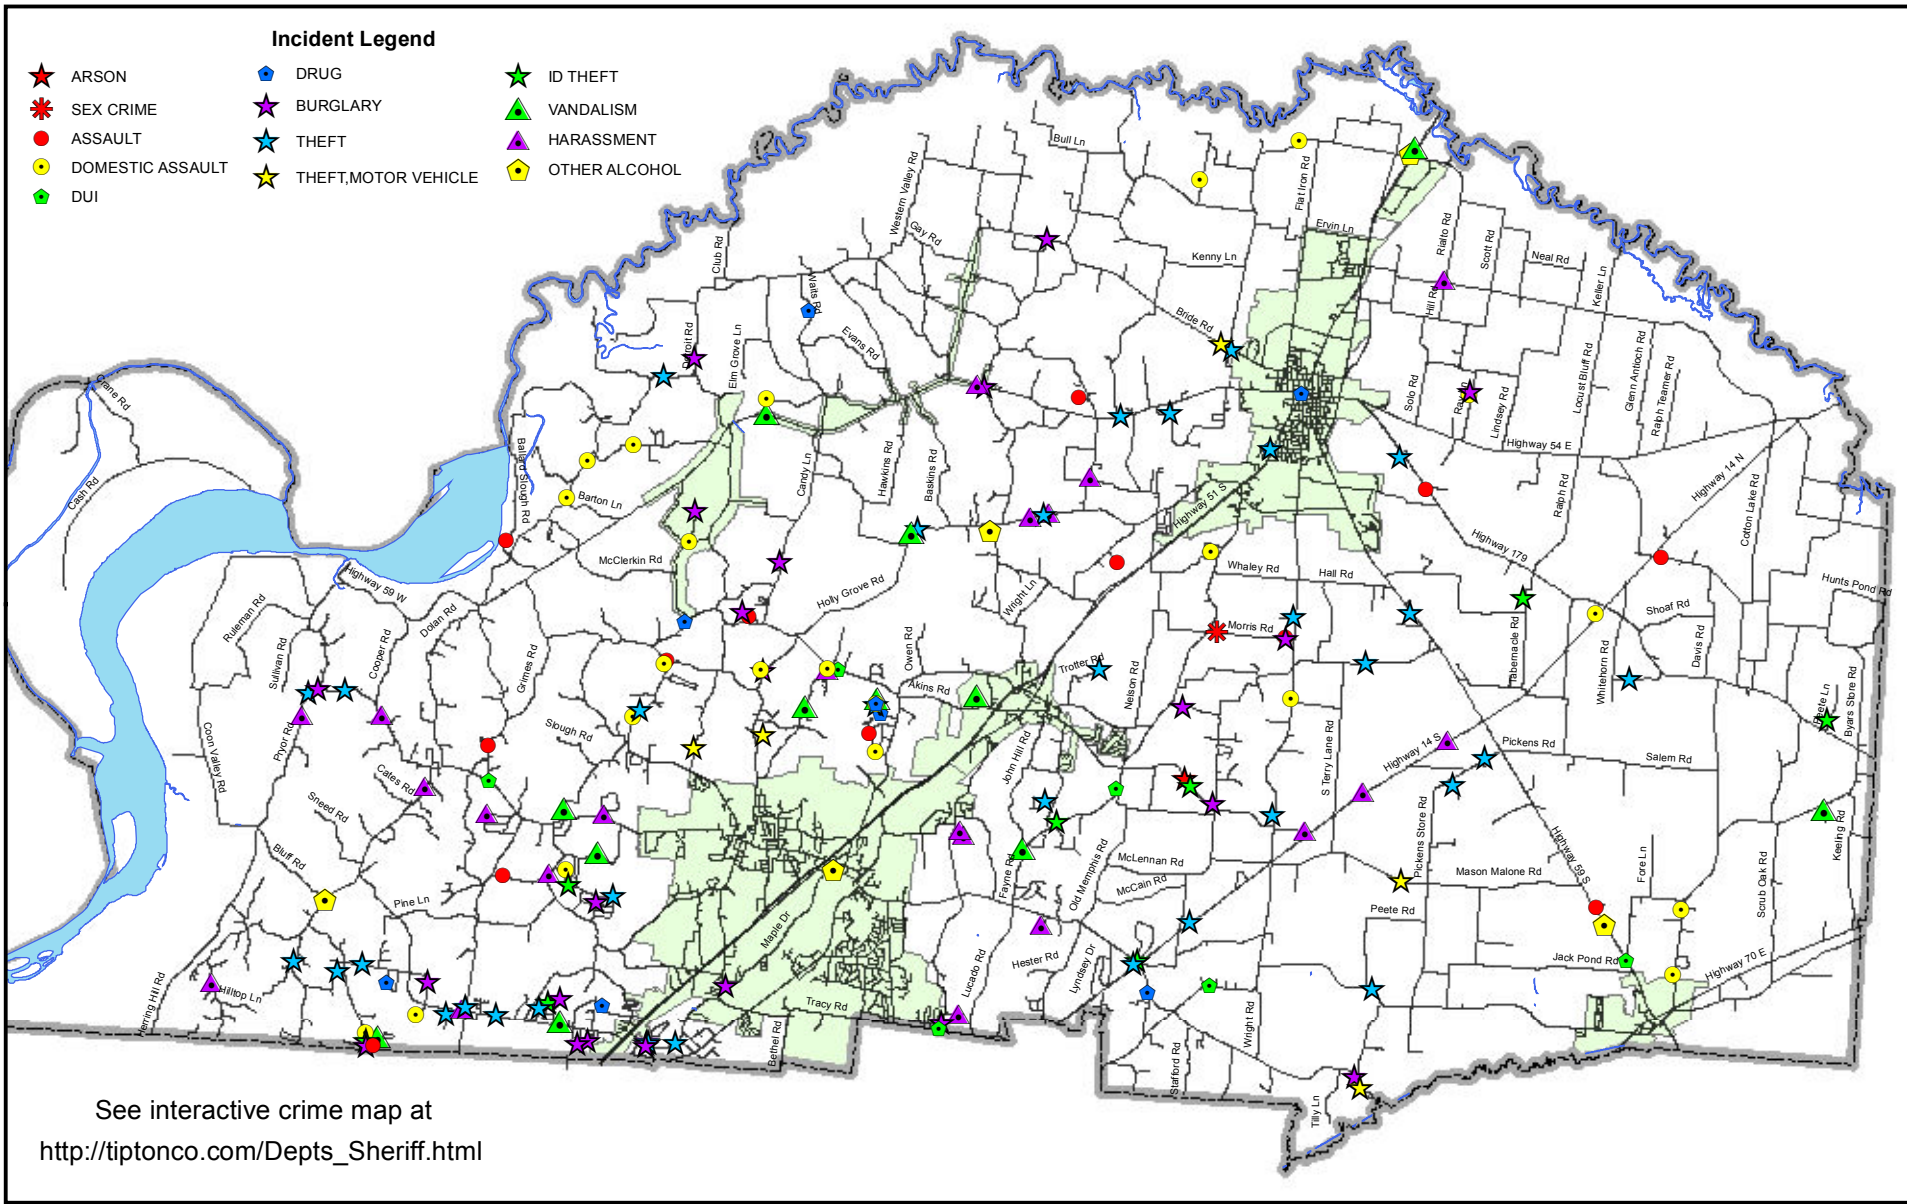 Incident Legend
ARSON
SEX CRIME
ASSAULT
DOMESTIC ASSAULT
DUI
DRUG
BURGLARY
THEFT
THEFT,MOTOR VEHICLE
ID THEFT
VANDALISM
HARASSMENT
OTHER ALCOHOL
Bull Ln
Western Valley Rd
Gay Rd
Flat Iron Rd
Ervin Ln
Kenny Ln
Rialto Rd
Scott Rd
Neal Rd
Keller Ln
Hill Rd
Club Rd
Waits Rd
Evans Rd
Elm Grove Ln
Bride Rd
Crane Rd
Cash Rd
Solo Rd
Lindsey Rd
Locust Bluff Rd
Glenn Antioch Rd
Ralph Teamer Rd
Highway 54 E
Highway 14 N
Cotton Lake Rd
Ralph Rd
Ballard Slough Rd
Barton Ln
Candy Ln
Hawkins Rd
Baskins Rd
Highway 51 S
Highway 179
McClerkin Rd
Highway 59 W
Dolan Rd
Ruleman Rd
Sullivan Rd
Cooper Rd
Grimes Rd
Holly Grove Rd
Wright Ln
Whaley Rd
Hall Rd
Morris Rd
Hunts Pond Rd
Shoaf Rd
Davis Rd
Tabernacle Rd
Whitehorn Rd
Owen Rd
Akins Rd
Trotter Rd
Nelson Rd
Byars Store Rd
Coon Valley Rd
Pryor Rd
Slough Rd
John Hill Rd
S Terry Lane Rd
Highway 14 S
Pickens Rd
Salem Rd
Cates Rd
Sneed Rd
Bluff Rd
Pine Ln
Maple Dr
Fayne Rd
Old Memphis Rd
McLennan Rd
McCain Rd
Pickens Store Rd
Mason Malone Rd
Highway 59 S
Fore Ln
Scrub Oak Rd
Keeling Rd
Peete Rd
Jack Pond Rd
Highway 70 E
Herring Hill Rd
Hilltop Ln
Tracy Rd
Bethel Rd
Lucado Rd
Hester Rd
Lyndsey Dr
Stafford Rd
Wright Rd
Tilly Ln
See interactive crime map at
http://tiptonco.com/Depts_Sheriff.html